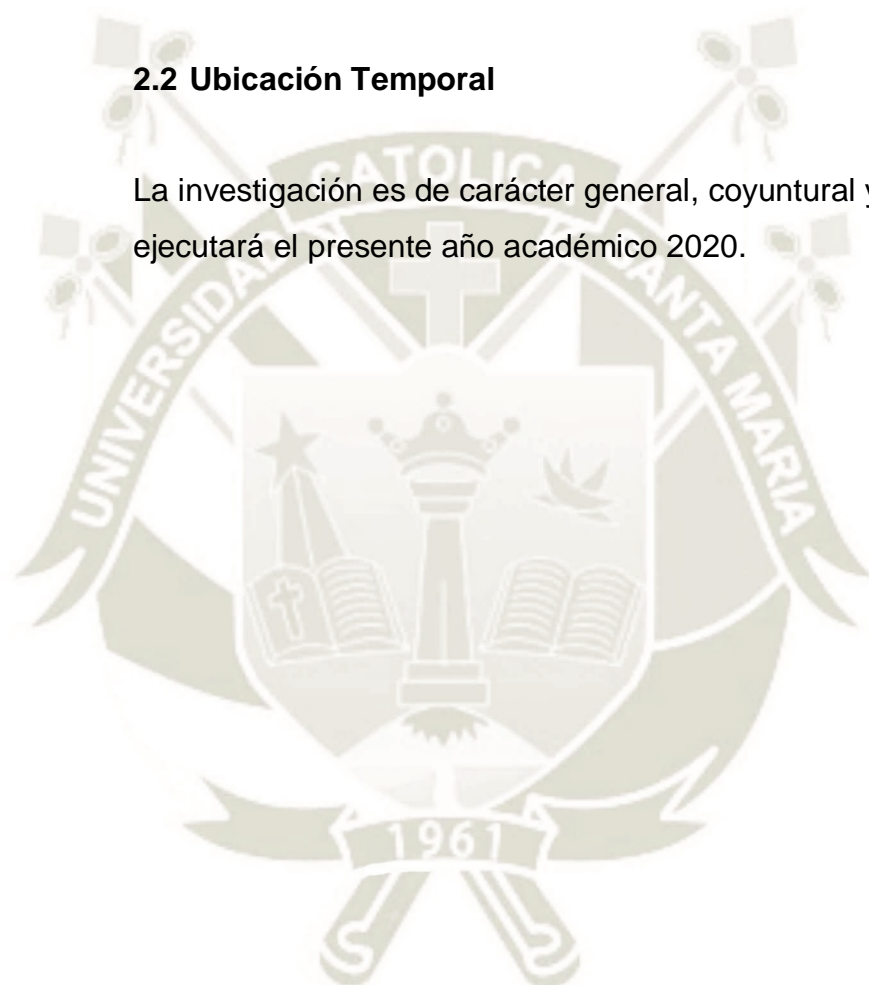 2.2 Ubicación Temporal
La investigación es de carácter general, coyuntural y
ejecutará el presente año académico 2020.
UNIVERSIDAD CATOLICA SANTA MARIA
1961